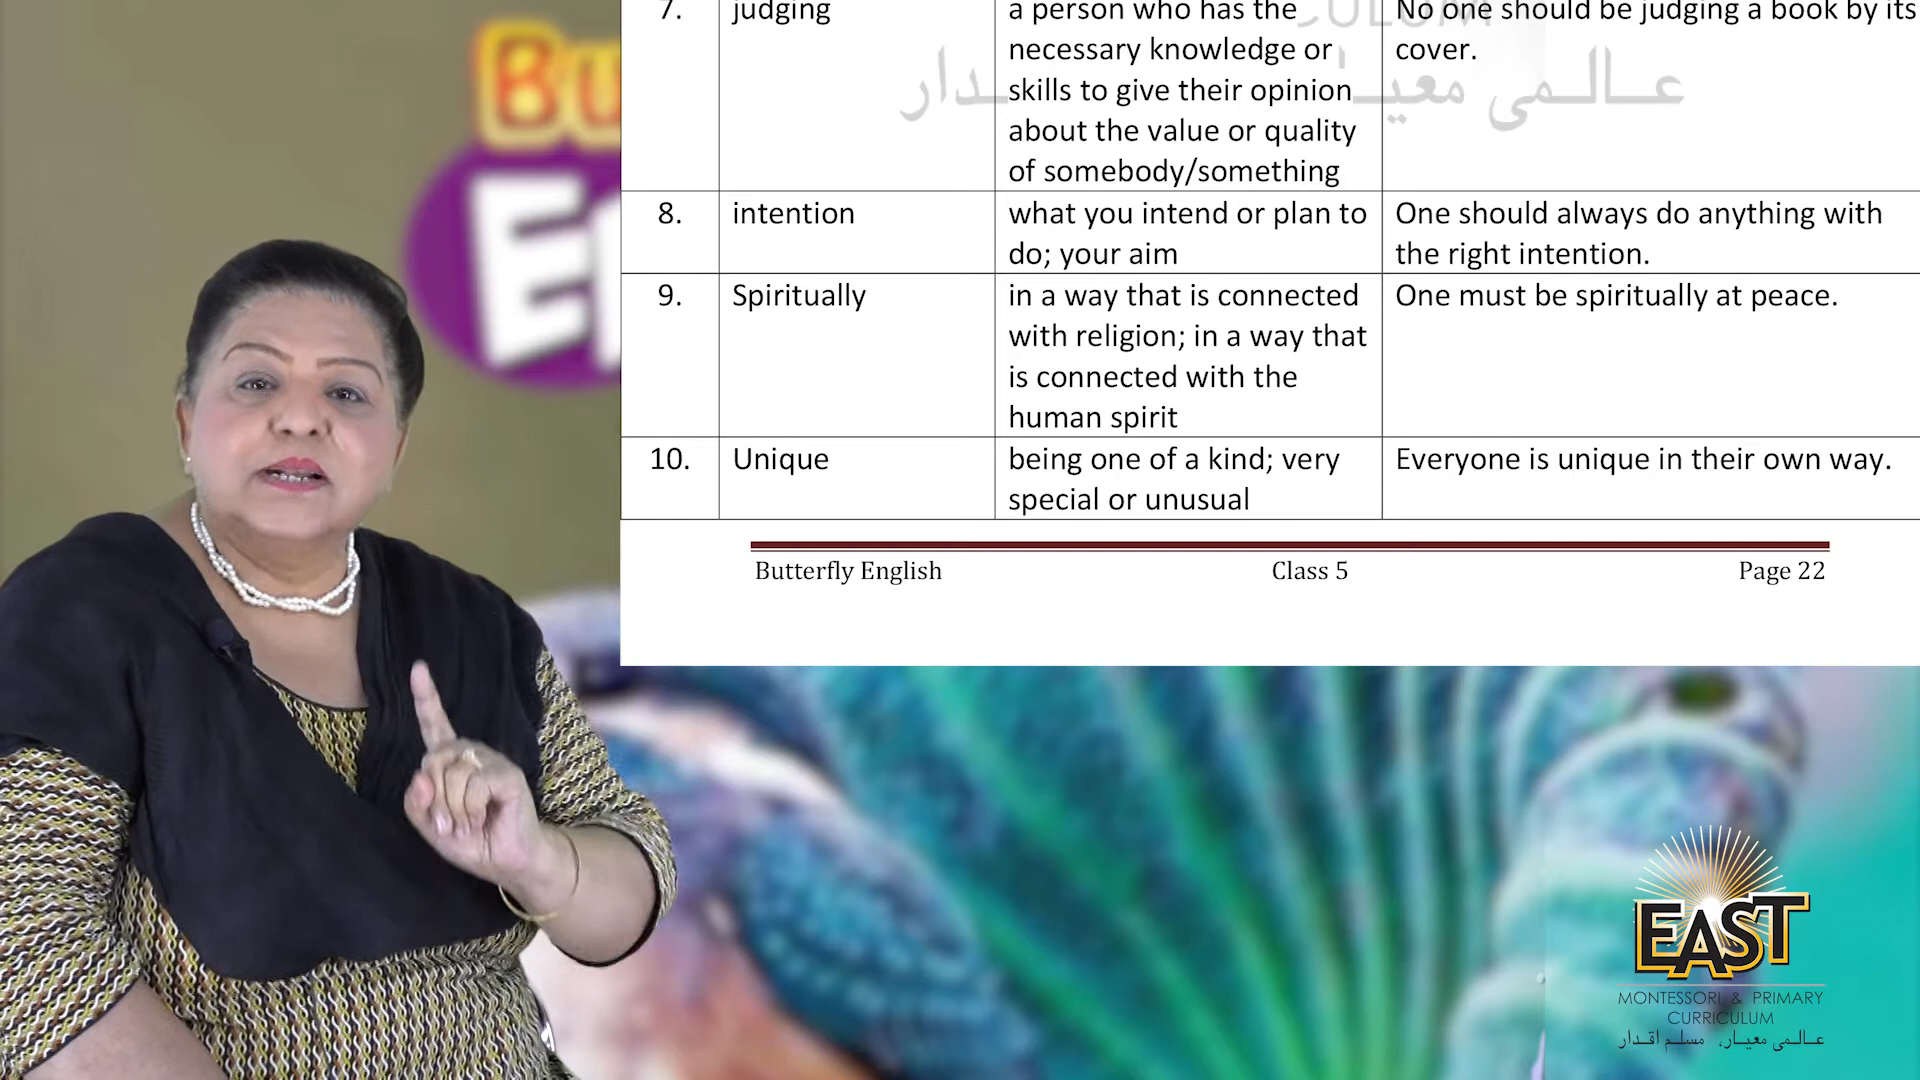 Bu
7. judging a person who has the No one should be judging a book by its
necessary knowledge or cover.
skills to give their opinion
about the value or quality
of somebody/something
عالمی معیار
8. intention what you intend or plan to One should always do anything with
do; your aim the right intention.
9. Spiritually in a way that is connected One must be spiritually at peace.
with religion; in a way that
is connected with the
human spirit
10. Unique being one of a kind; very Everyone is unique in their own way.
special or unusual
Butterfly English Class 5 Page 22
EAST
MONTESSORI & PRIMARY
CURRICULUM
عالمی معیار، مسلم اقدار